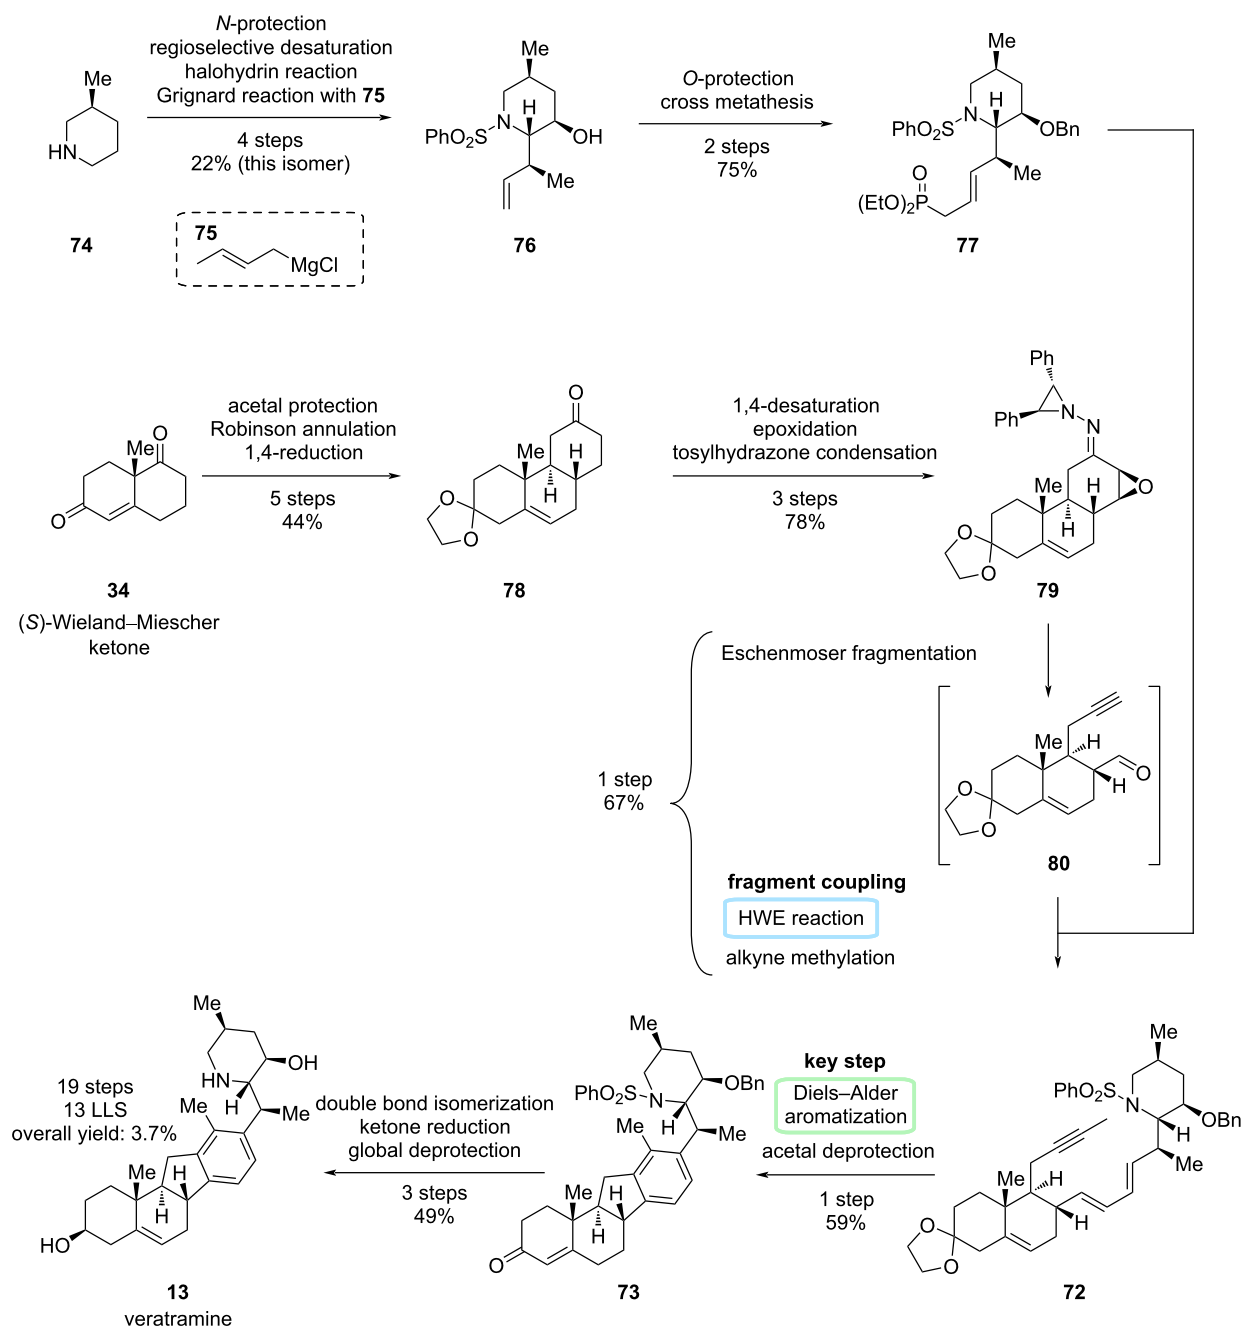 N-protection
regioselective desaturation
halohydrin reaction
Grignard reaction with 75
4 steps
22% (this isomer)
Me
HN
74
75
MgCl
Me
H
N
PhO2S
OH
Me
76
O-protection
cross metathesis
2 steps
75%
Me
H
N
PhO2S
OBn
Me
O
(EtO)2P
77
O
Me
O
34
(S)-Wieland–Miescher
ketone
acetal protection
Robinson annulation
1,4-reduction
5 steps
44%
O
Me
H
H
O
O
78
1,4-desaturation
epoxidation
tosylhydrazone condensation
3 steps
78%
Ph
Ph
N
N
Me
H
O
H
O
O
79
Eschenmoser fragmentation
1 step
67%
fragment coupling
HWE reaction
alkyne methylation
Me
H
O
H
O
O
80
Me
PhO2S
N
OBn
H
Me
Me
H
H
O
O
72
key step
Diels–Alder
aromatization
acetal deprotection
1 step
59%
Me
PhO2S
N
OBn
H
Me
Me
Me
H
H
O
73
double bond isomerization
ketone reduction
global deprotection
3 steps
49%
19 steps
13 LLS
overall yield: 3.7%
Me
OH
HN
H
Me
Me
Me
H
H
HO
13
veratramine